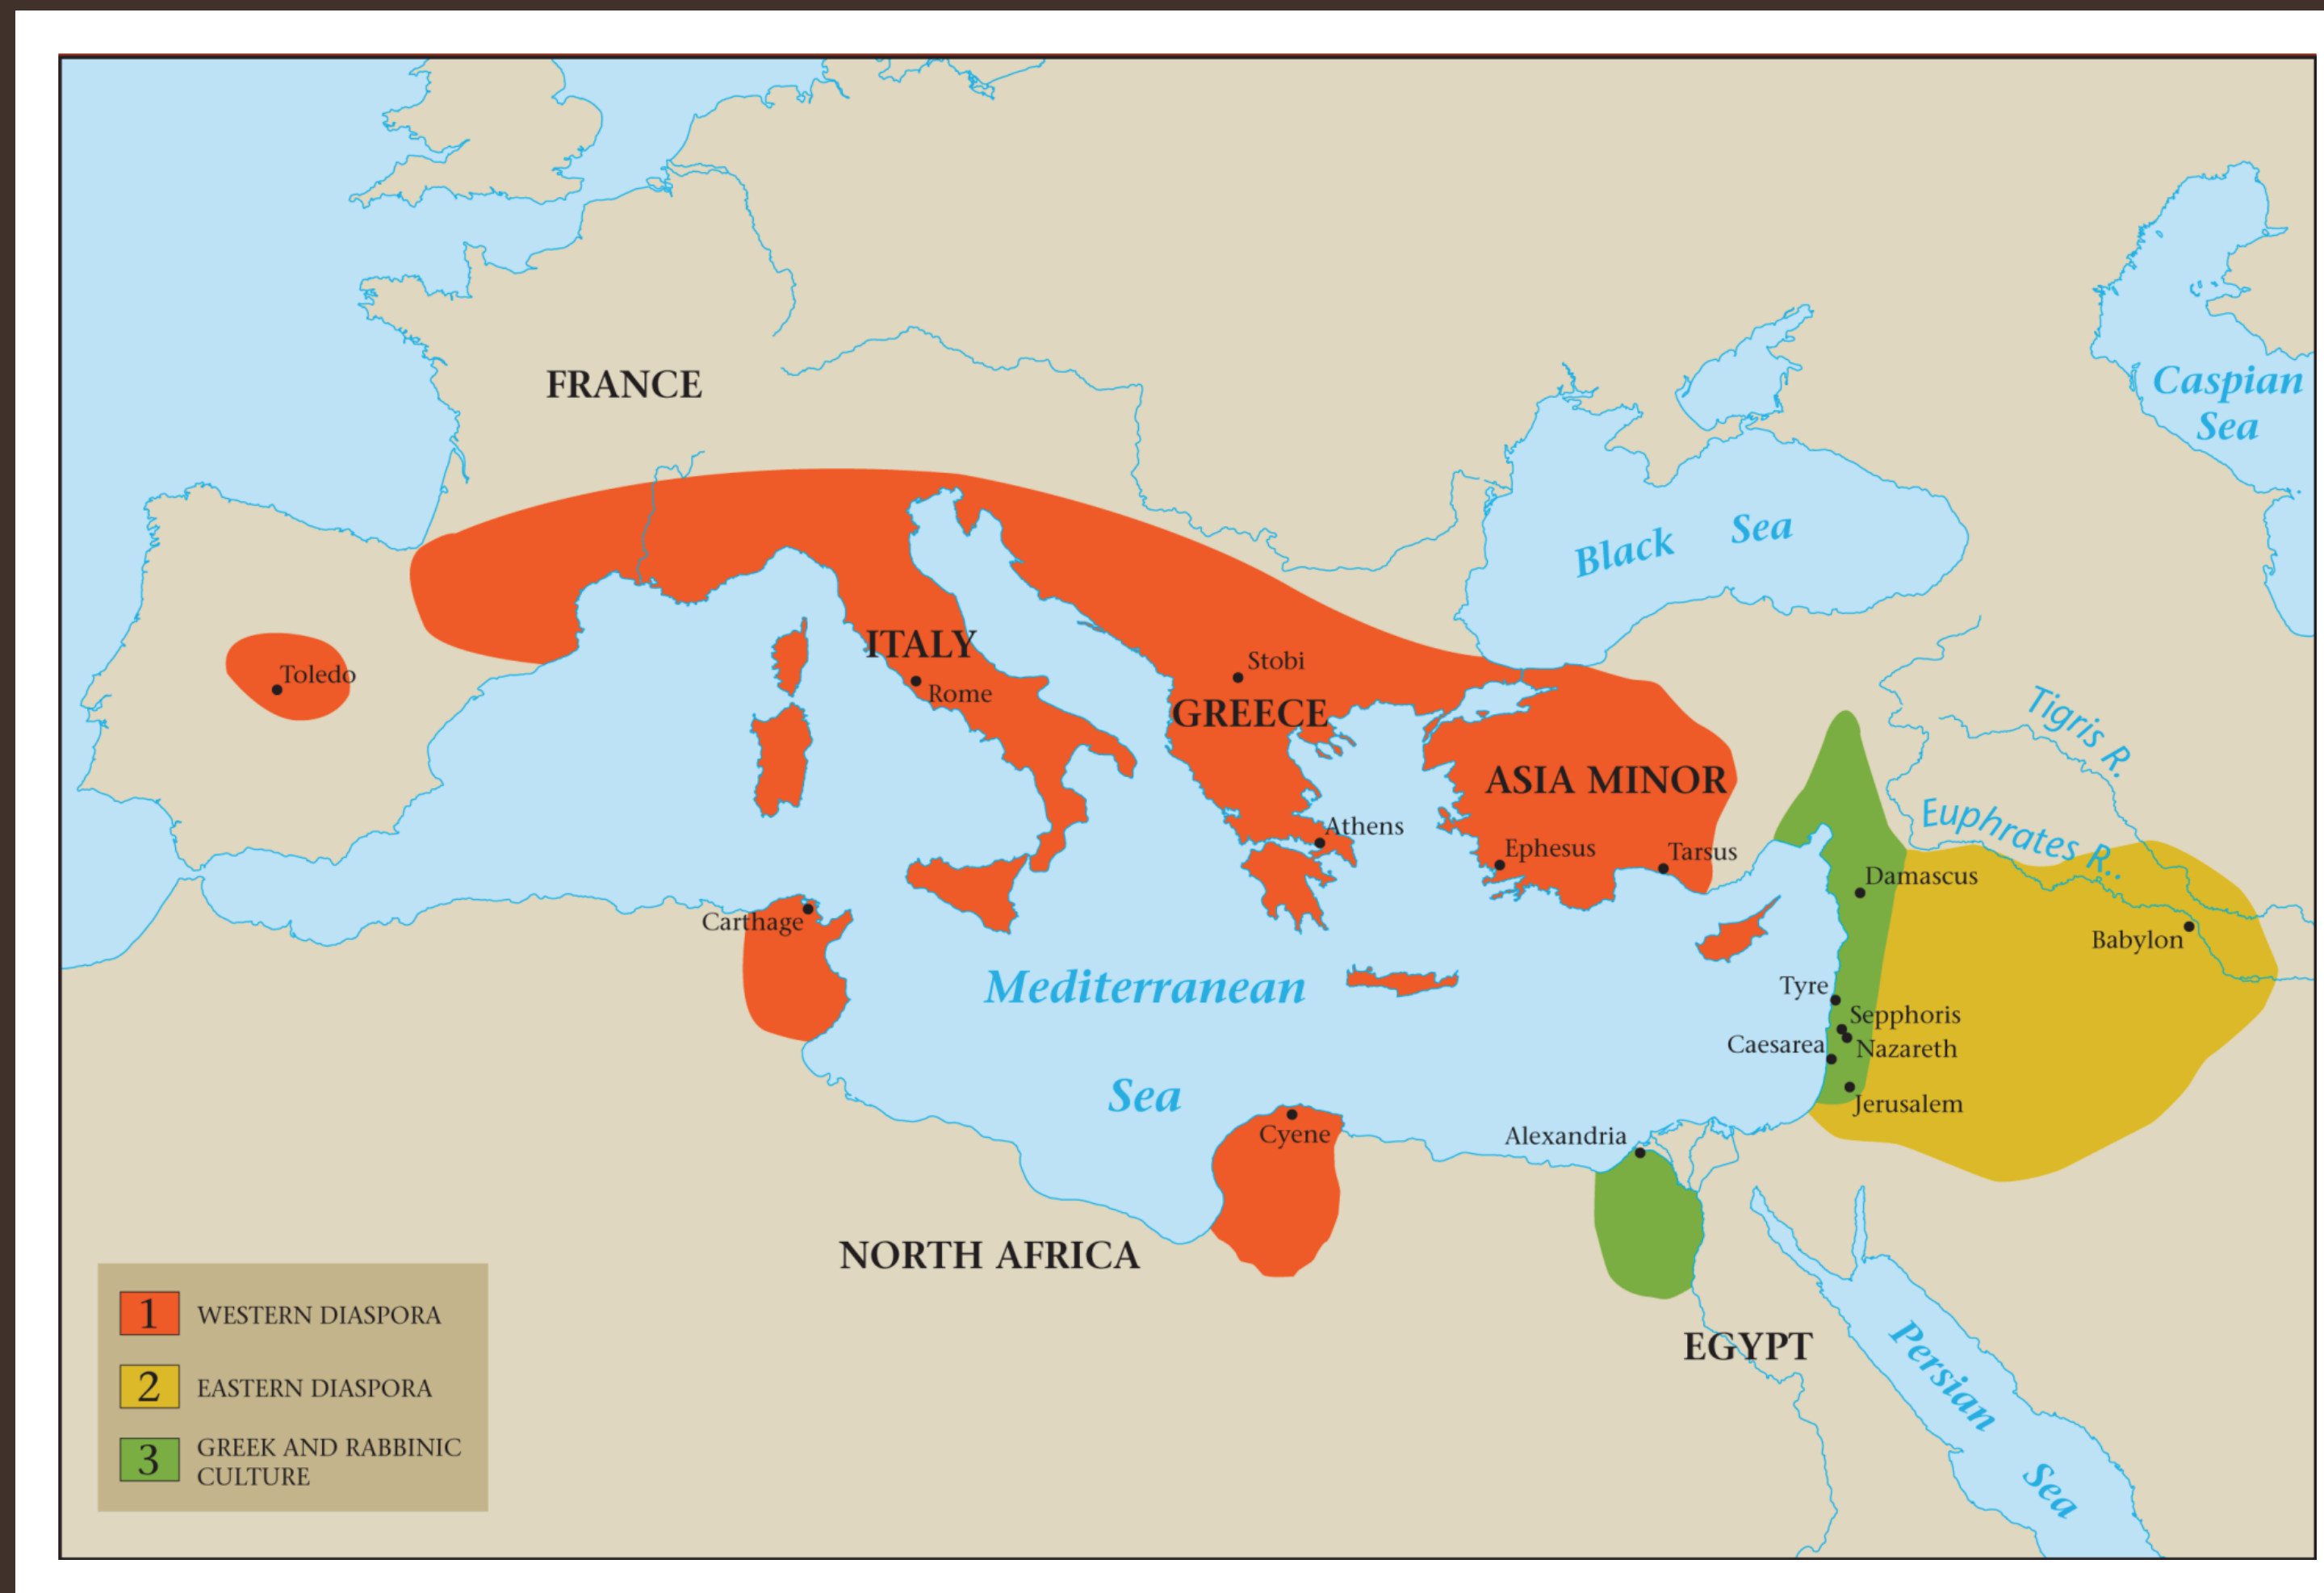 FRANCE
Caspian
Sea
Black Sea
ITALY
Toledo
Rome
Stobi
GREECE
Tigris R.
ASIA MINOR
Euphrates R..
Athens
Ephesus
Tarsus
Damascus
Carthage
Babylon
Mediterranean
Sea
Tyre
Sepphoris
Caesarea
Nazareth
Jerusalem
Cyene
Alexandria
NORTH AFRICA
EGYPT
Persian
Sea
1 WESTERN DIASPORA
2 EASTERN DIASPORA
3 GREEK AND RABBINIC
CULTURE